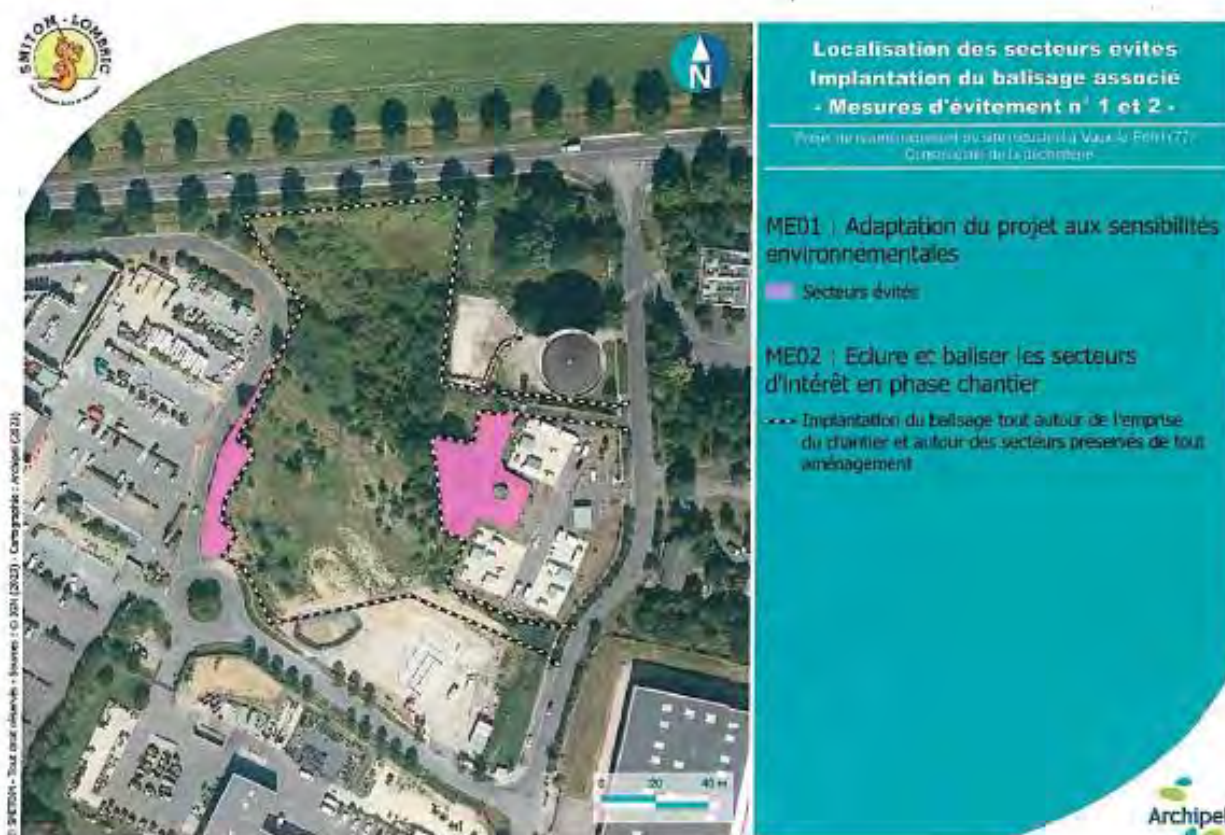 SMITOM - LOMBRIC
N
Localisation des secteurs évités
Implantation du balisage associé
- Mesures d'évitement n° 1 et 2 -
ME01 : Adaptation du projet aux sensibilités
environnementales
Secteurs évités
ME02 : Eclure et baliser les secteurs
d'intérêt en phase chantier
Implantation du balisage tout autour de l'emprise
du chantier et autour des secteurs préservés de tout
aménagement
0 20 40 m
Archipel